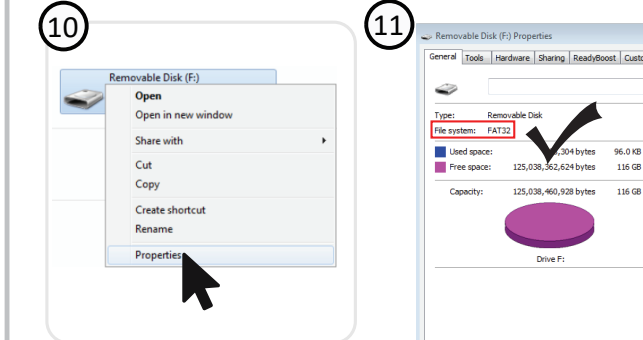 10
Removable Disk (F:)
Open
Open in new window
Share with
Cut
Copy
Create shortcut
Rename
Properties
11
Removable Disk (F:) Properties
General Tools Hardware Sharing ReadyBoost
Type: Removable Disk
File system: FAT32
Used space: ,304 bytes 96.0 KB
Free space: 125,038,362,624 bytes 116 GB
Capacity: 125,038,460,928 bytes 116 GB
Drive F: